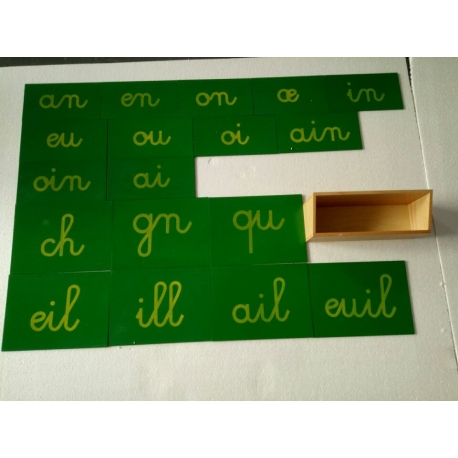 an en on œ in
eu ou oi ain
oin ai
ch gn qu
eil ill ail euil